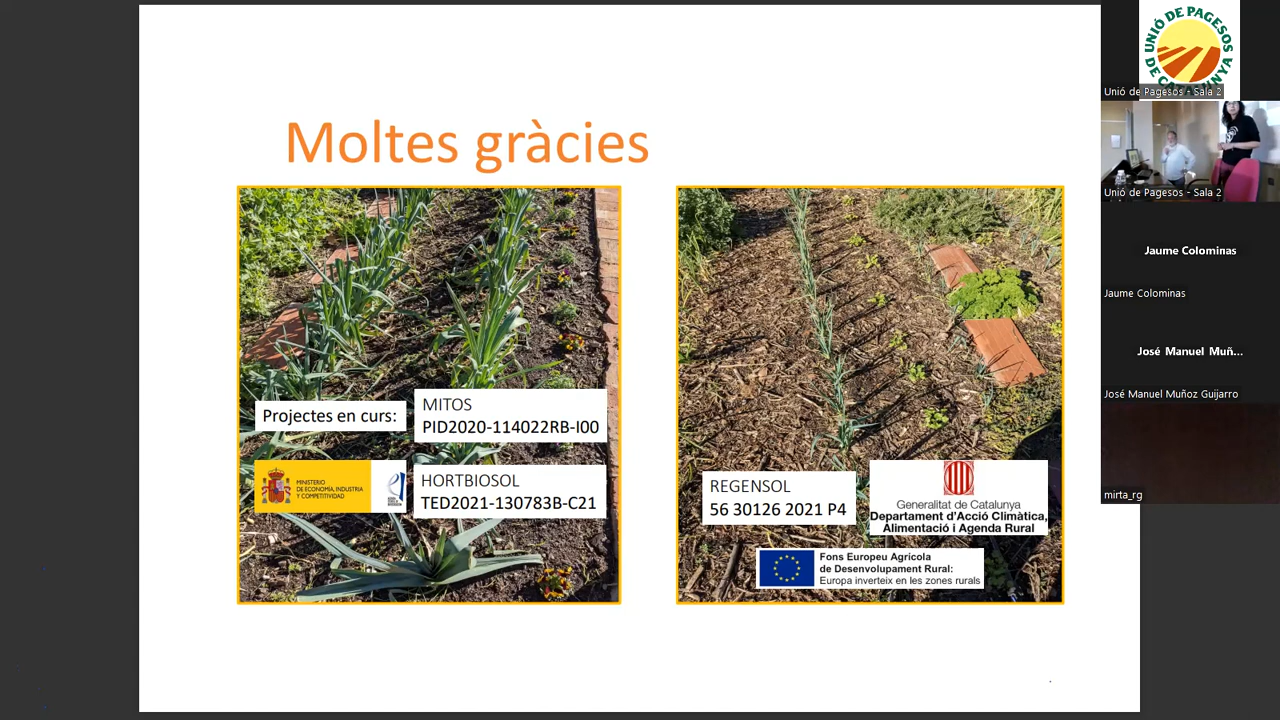 Moltes gràcies
Projectes en curs:
MITOS
PID2020-114022RB-I00
MINISTERIO
DE ECONOMÍA, INDUSTRIA
Y COMPETITIVIDAD
HORTBIOSOL
TED2021-130783B-C21
REGENSOL
56 30126 2021 P4
Generalitat de Catalunya
Departament d'Acció Climàtica,
Alimentació i Agenda Rural
Fons Europeu Agrícola
de Desenvolupament Rural:
Europa inverteix en les zones rurals
UNIÓ DE PAGESOS
DE CATALUNYA
Unió de Pagesos - Sala 2
Unió de Pagesos - Sala 2
Jaume Colominas
Jaume Colominas
José Manuel Muñ...
José Manuel Muñoz Guijarro
mirta_rg